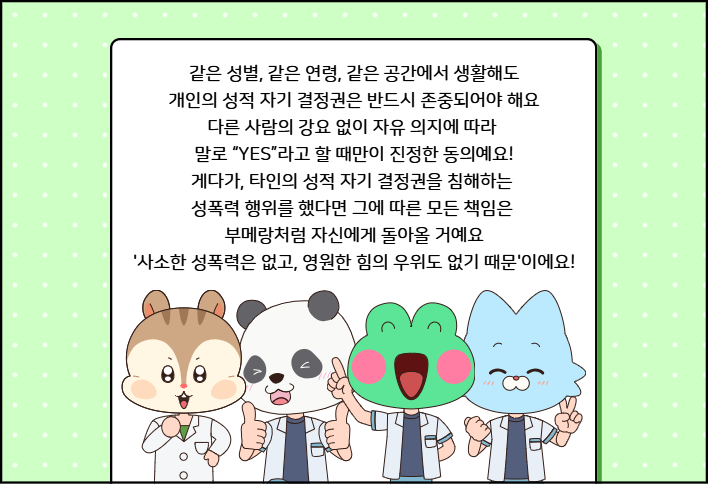 같은 성별, 같은 연령, 같은 공간에서 생활해도
개인의 성적 자기 결정권은 반드시 존중되어야 해요
다른 사람의 강요 없이 자유 의지에 따라
말로 “YES”라고 할 때만이 진정한 동의예요!
게다가, 타인의 성적 자기 결정권을 침해하는
성폭력 행위를 했다면 그에 따른 모든 책임은
부메랑처럼 자신에게 돌아올 거예요
'사소한 성폭력은 없고, 영원한 힘의 우위도 없기 때문'이에요!